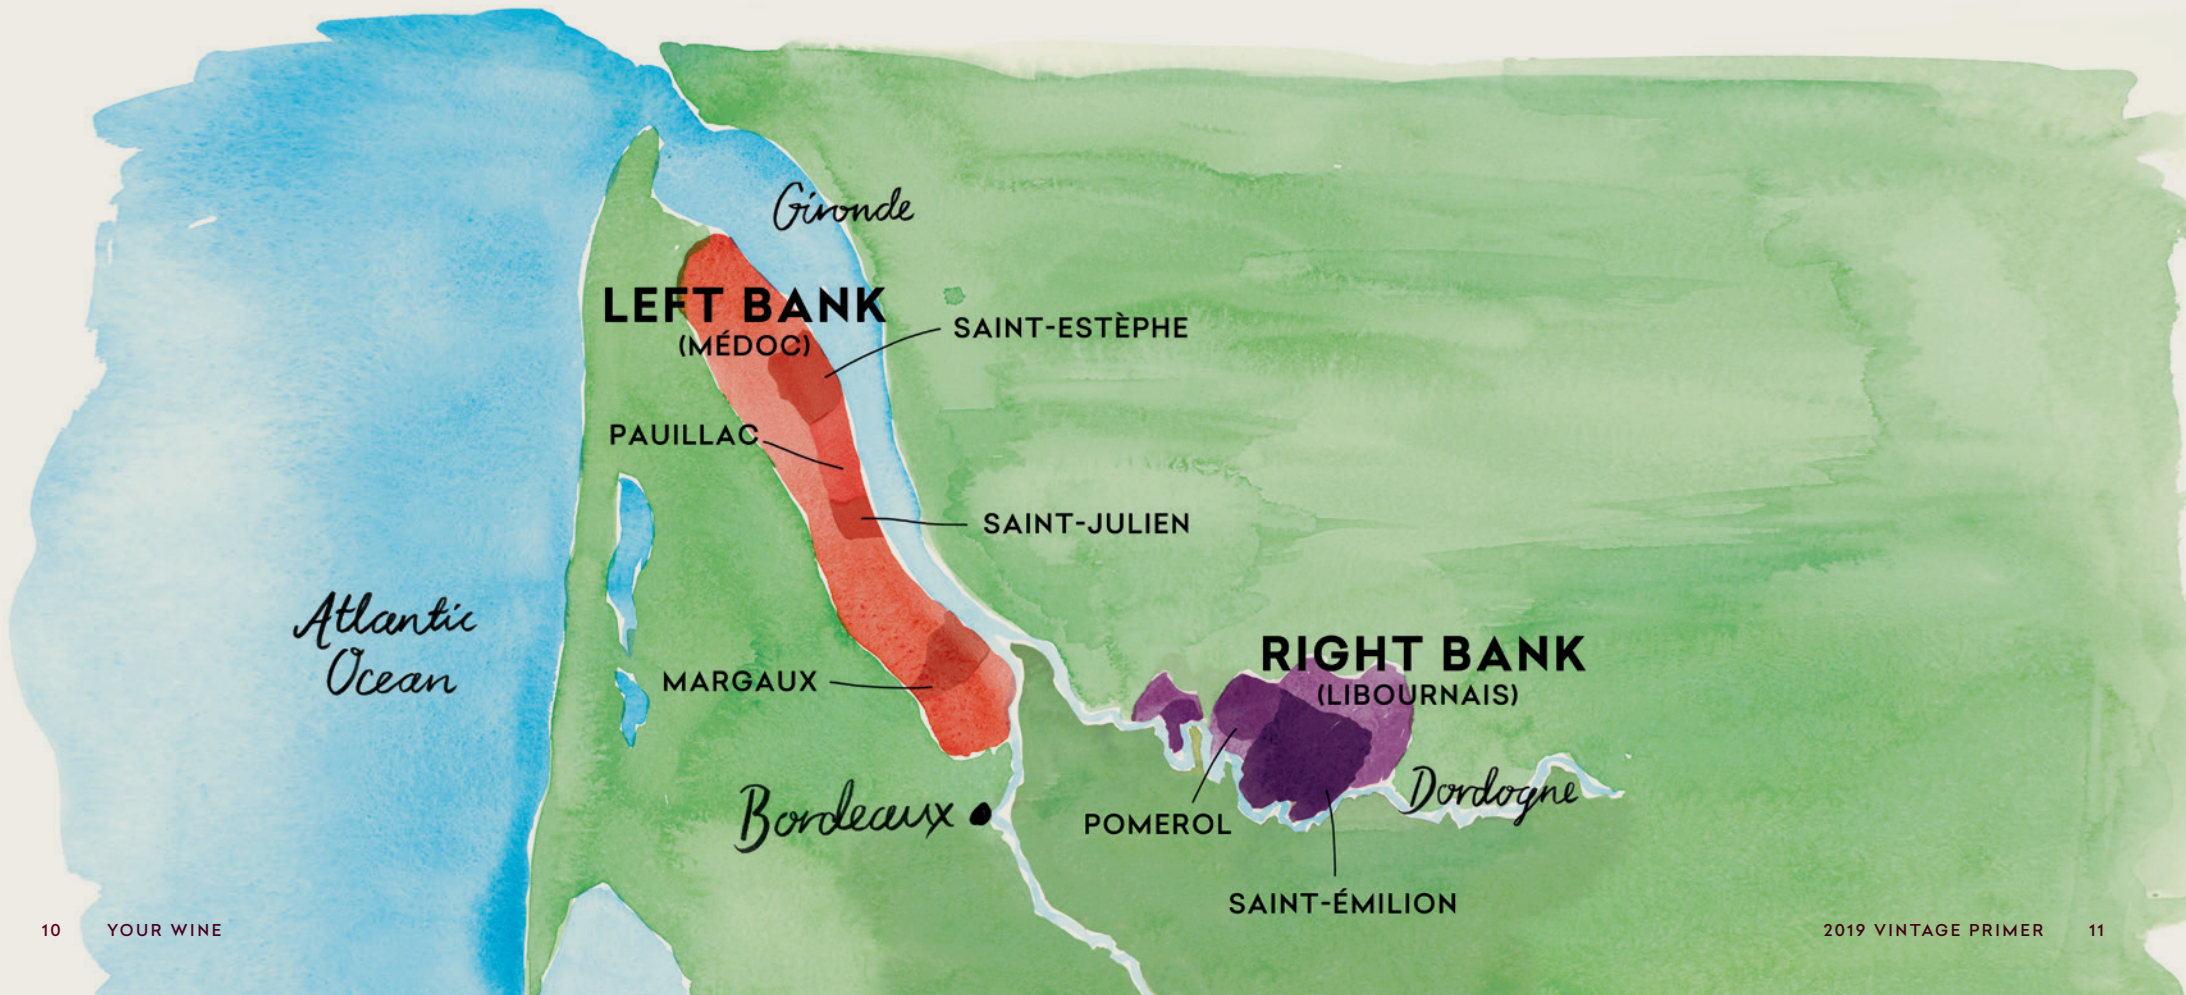 Gironde
LEFT BANK
(MÉDOC)
SAINT-ESTÈPHE
PAUILLAC
SAINT-JULIEN
Atlantic
Ocean
MARGAUX
RIGHT BANK
(LIBOURNAIS)
Bordeaux
POMEROL
Dordogne
SAINT-ÉMILION
10 YOUR WINE
2019 VINTAGE PRIMER 11